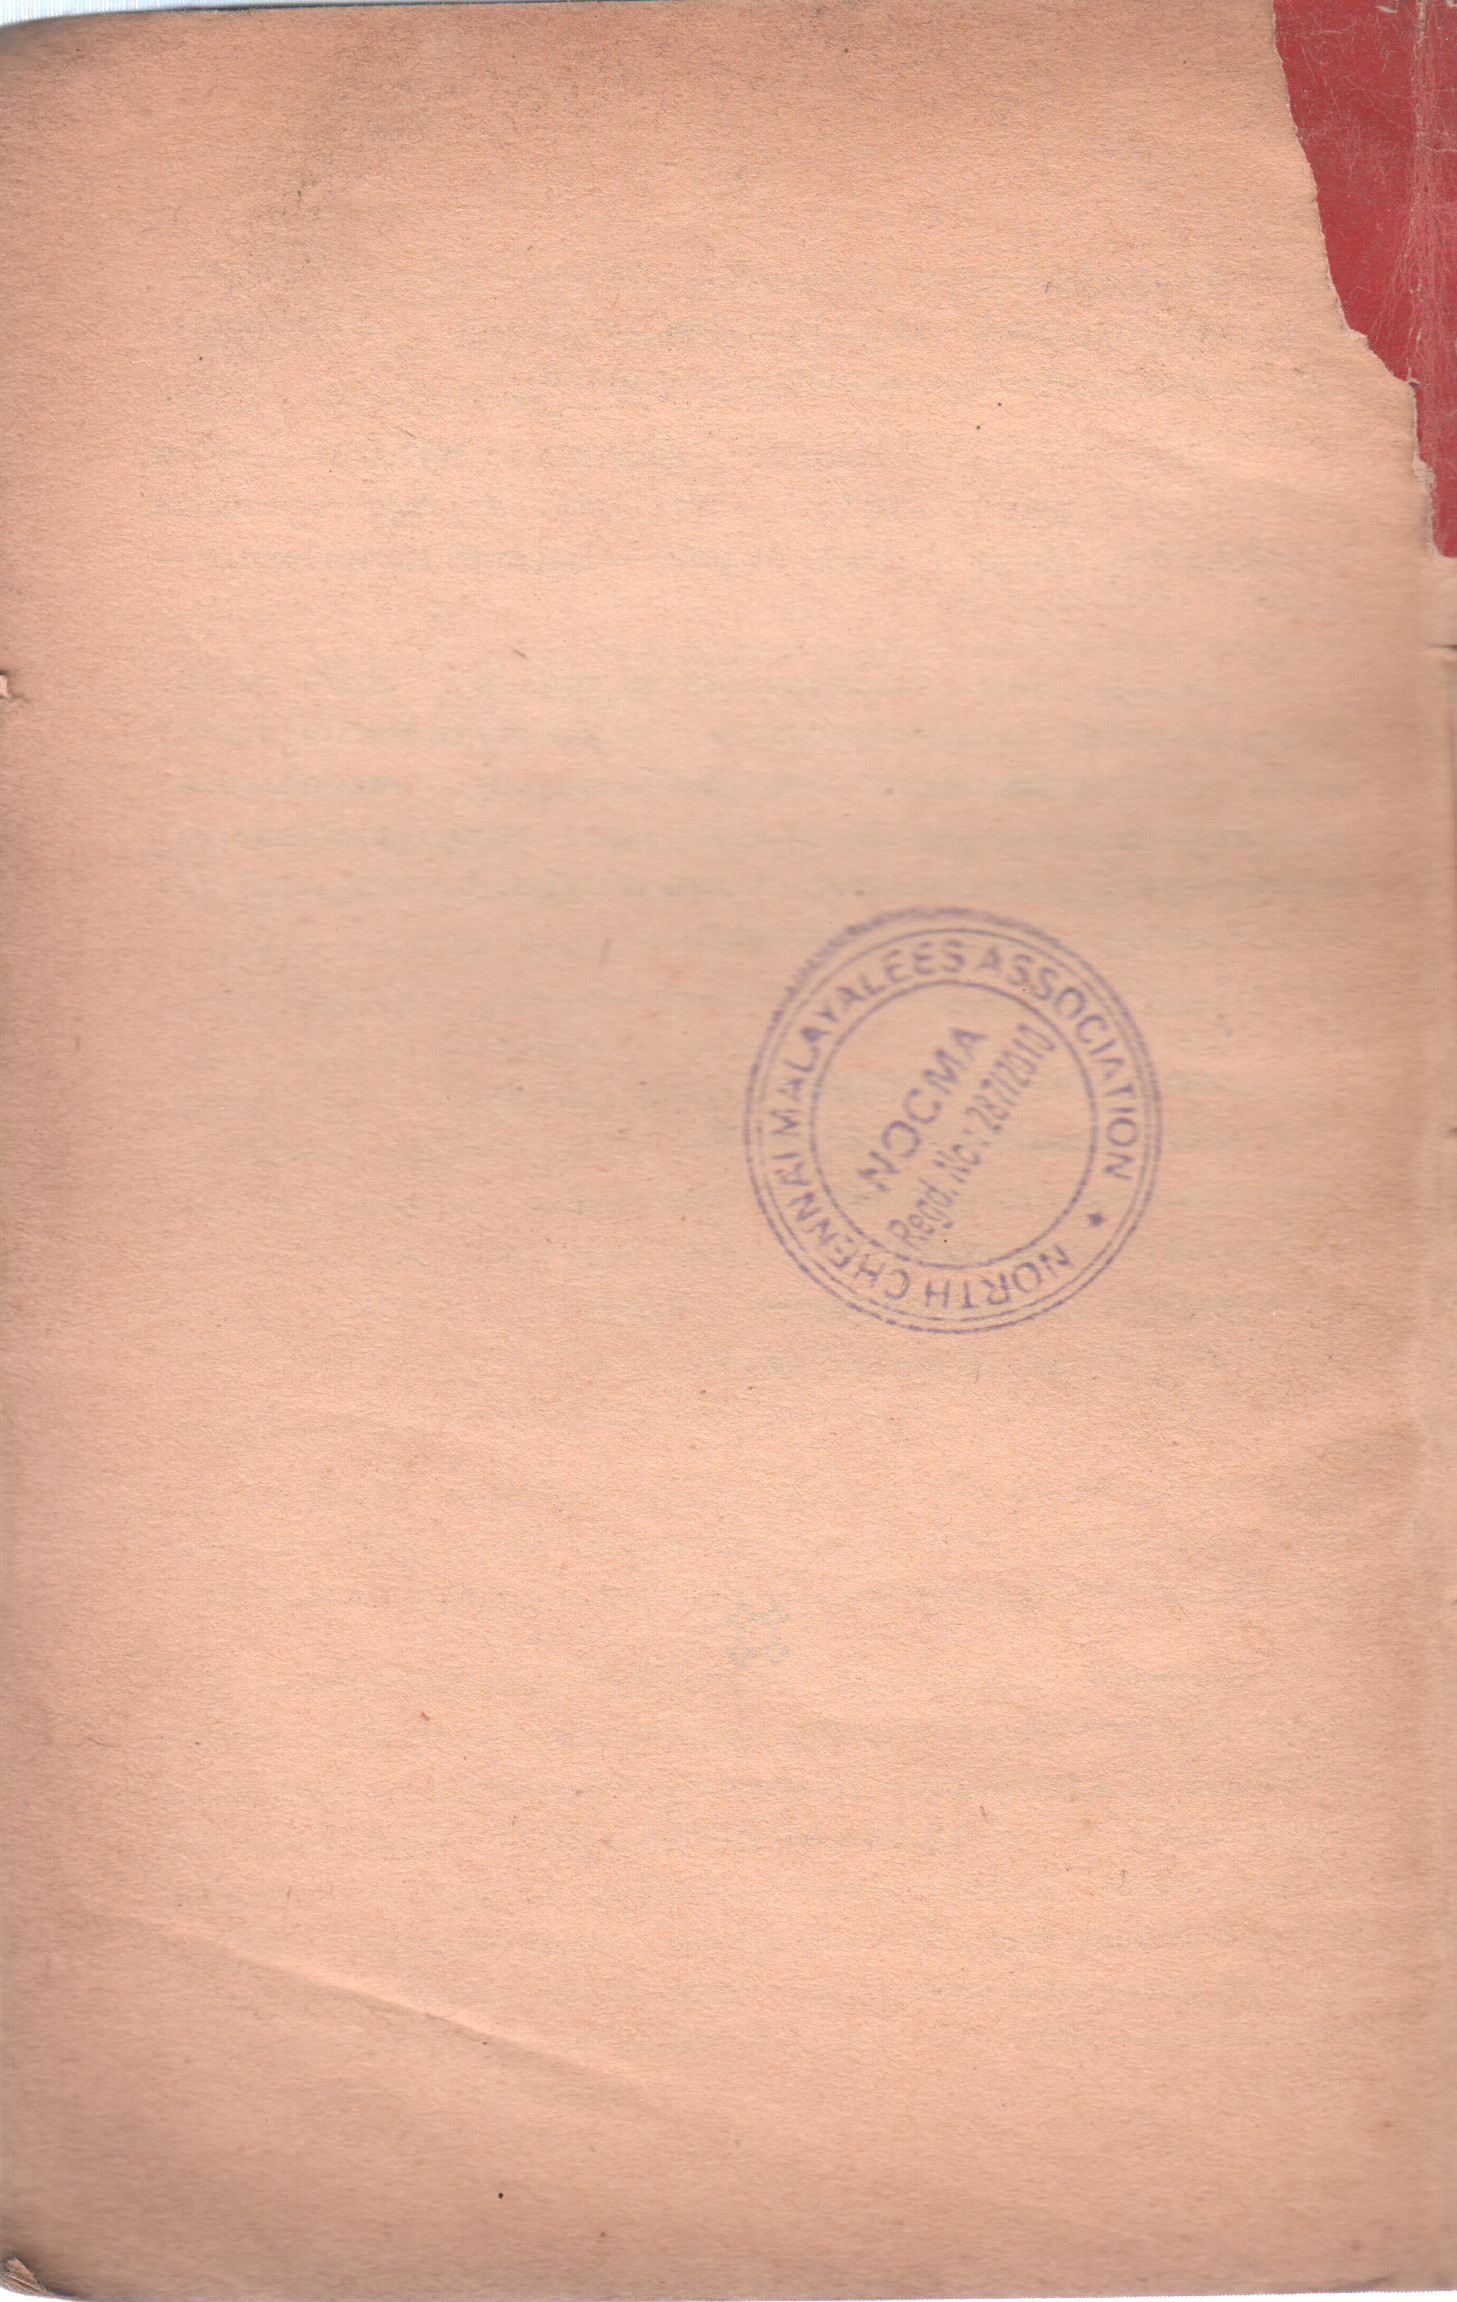 NORTH CHENNAI MALAYALEES ASSOCIATION ★
NOCMA
Regd. No : 287/2010